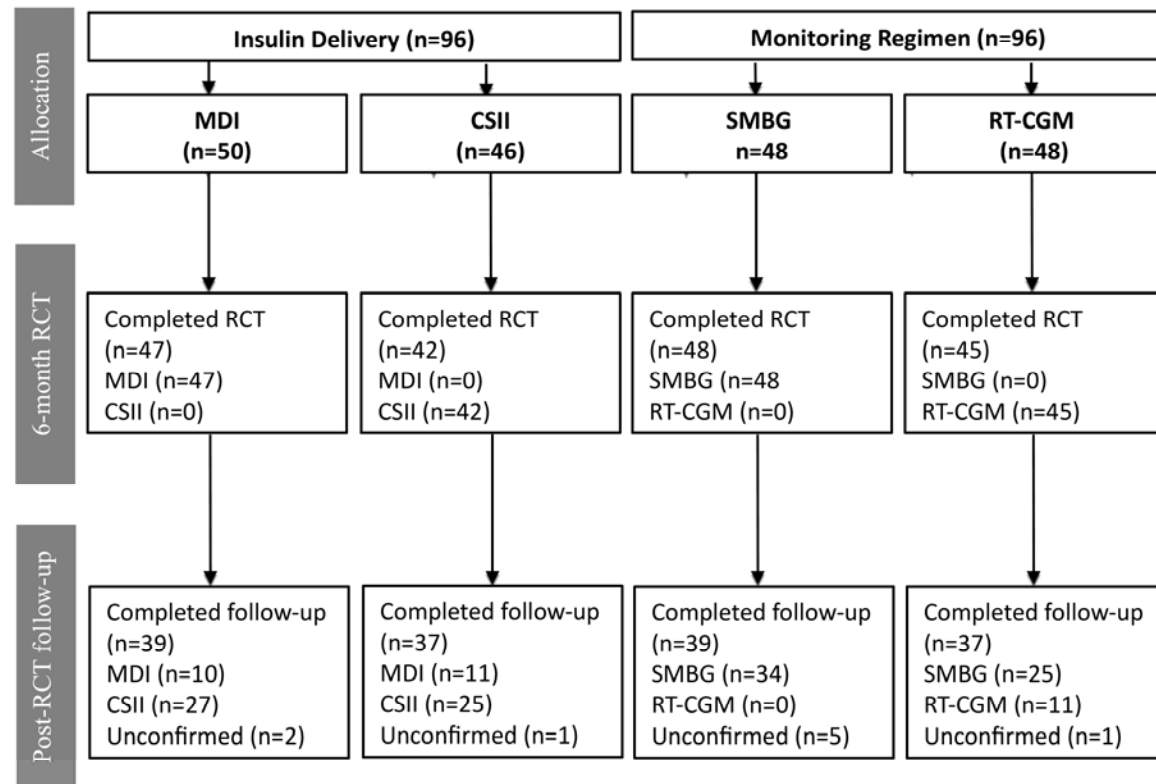 Allocation
Insulin Delivery (n=96)
Monitoring Regimen (n=96)
MDI
(n=50)
CSII
(n=46)
SMBG
n=48
RT-CGM
(n=48)
6-month RCT
Completed RCT
(n=47)
MDI (n=47)
CSII (n=0)
Completed RCT
(n=42)
MDI (n=0)
CSII (n=42)
Completed RCT
(n=48)
SMBG (n=48
RT-CGM (n=0)
Completed RCT
(n=45)
SMBG (n=0)
RT-CGM (n=45)
Post-RCT follow-up
Completed follow-up
(n=39)
MDI (n=10)
CSII (n=27)
Unconfirmed (n=2)
Completed follow-up
(n=37)
MDI (n=11)
CSII (n=25)
Unconfirmed (n=1)
Completed follow-up
(n=39)
SMBG (n=34)
RT-CGM (n=0)
Unconfirmed (n=5)
Completed follow-up
(n=37)
SMBG (n=25)
RT-CGM (n=11)
Unconfirmed (n=1)